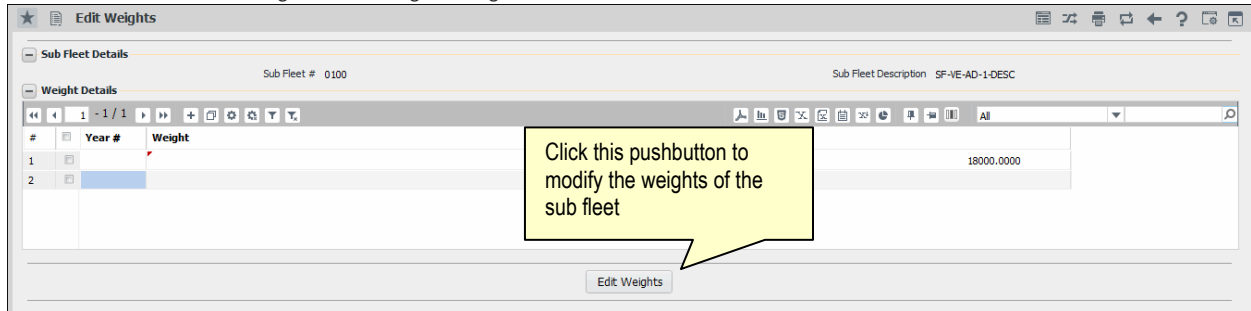 Edit Weights
Sub Fleet Details
Sub Fleet # 0100 Sub Fleet Description SF-VE-AD-1-DESC
Weight Details
1 - 1 / 1 All
# Year # Weight
1 18000.0000
2
Click this pushbutton to
modify the weights of the
sub fleet
Edit Weights